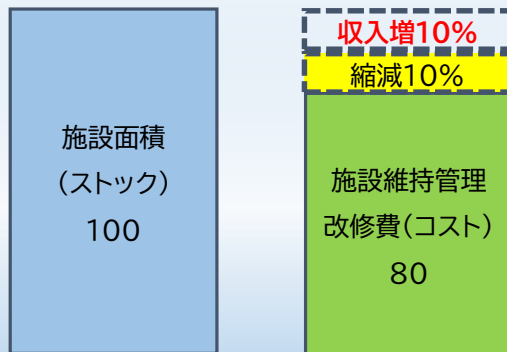 施設面積
(ストック)
100
収入増10%
縮減10%
施設維持管理
改修費(コスト)
80